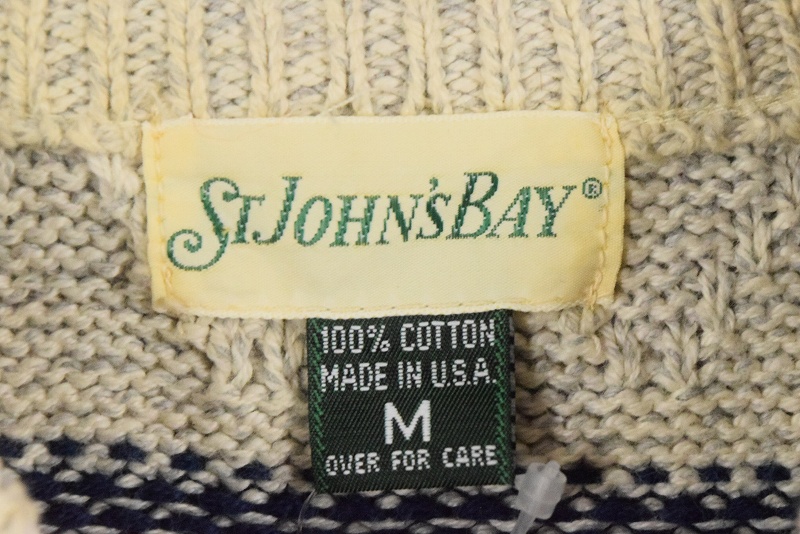 ST JOHN'S BAY®
100% COTTON
MADE IN U.S.A.
M
OVER FOR CARE